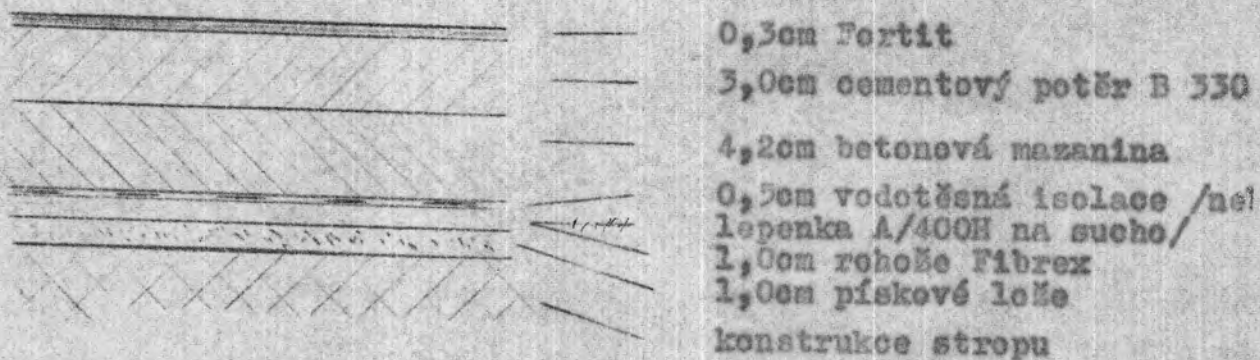 0,3cm Fortit
3,0cm cementový potěr B 330
4,2cm betonová mazanina
0,5cm vodotěsná isolace
lepenka A/400H na sucho/
1,0cm rohože Fibrex
1,0cm pískové lože
konstrukce stropu